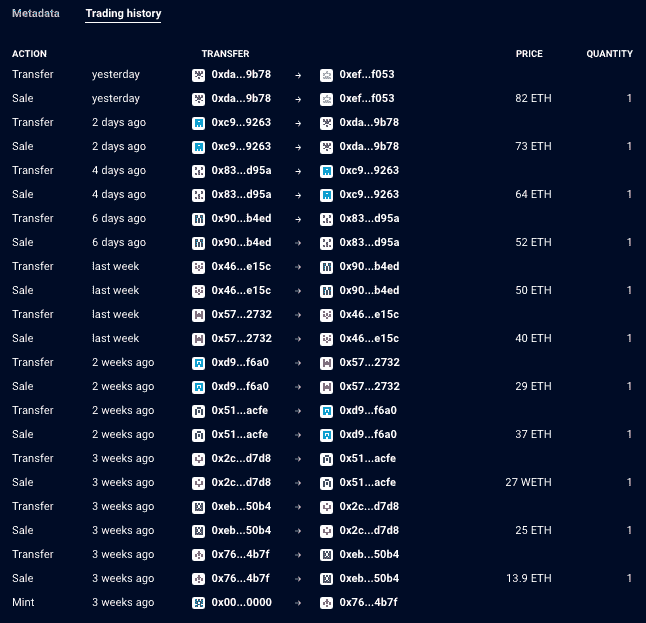 Metadata Trading history
ACTION TRANSFER PRICE QUANTITY
Transfer yesterday 0xda...9b78 → 0xef...f053
Sale yesterday 0xda...9b78 → 0xef...f053 82 ETH 1
Transfer 2 days ago 0xc9...9263 → 0xda...9b78
Sale 2 days ago 0xc9...9263 → 0xda...9b78 73 ETH 1
Transfer 4 days ago 0x83...d95a → 0xc9...9263
Sale 4 days ago 0x83...d95a → 0xc9...9263 64 ETH 1
Transfer 6 days ago 0x90...b4ed → 0x83...d95a
Sale 6 days ago 0x90...b4ed → 0x83...d95a 52 ETH 1
Transfer last week 0x46...e15c → 0x90...b4ed
Sale last week 0x46...e15c → 0x90...b4ed 50 ETH 1
Transfer last week 0x57...2732 → 0x46...e15c
Sale last week 0x57...2732 → 0x46...e15c 40 ETH 1
Transfer 2 weeks ago 0xd9...f6a0 → 0x57...2732
Sale 2 weeks ago 0xd9...f6a0 → 0x57...2732 29 ETH 1
Transfer 2 weeks ago 0x51...acfe → 0xd9...f6a0
Sale 2 weeks ago 0x51...acfe → 0xd9...f6a0 37 ETH 1
Transfer 3 weeks ago 0x2c...d7d8 → 0x51...acfe
Sale 3 weeks ago 0x2c...d7d8 → 0x51...acfe 27 WETH 1
Transfer 3 weeks ago 0xeb...50b4 → 0x2c...d7d8
Sale 3 weeks ago 0xeb...50b4 → 0x2c...d7d8 25 ETH 1
Transfer 3 weeks ago 0x76...4b7f → 0xeb...50b4
Sale 3 weeks ago 0x76...4b7f → 0xeb...50b4 13.9 ETH 1
Mint 3 weeks ago 0x00...0000 → 0x76...4b7f